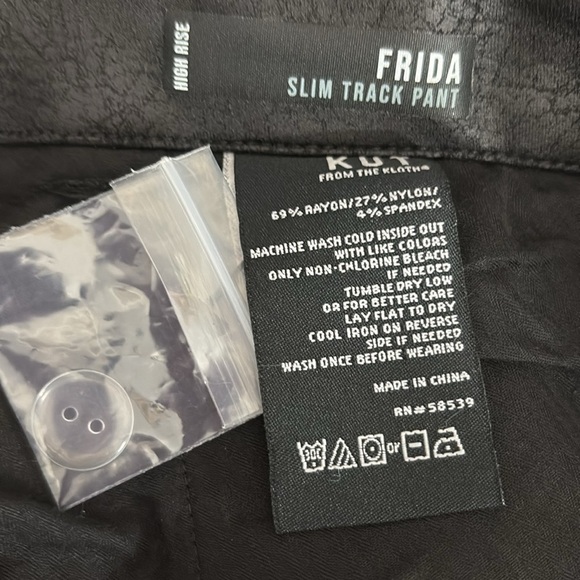 HIGH RISE
FRIDA
SLIM TRACK PANT
KUT
FROM THE KLOTH®
69% RAYON/27% NYLON/
4% SPANDEX
MACHINE WASH COLD INSIDE OUT
WITH LIKE COLORS
ONLY NON-CHLORINE BLEACH
IF NEEDED
TUMBLE DRY LOW
OR FOR BETTER CARE
LAY FLAT TO DRY
COOL IRON ON REVERSE
SIDE IF NEEDED
WASH ONCE BEFORE WEARING
MADE IN CHINA
RN# 58539
30C or